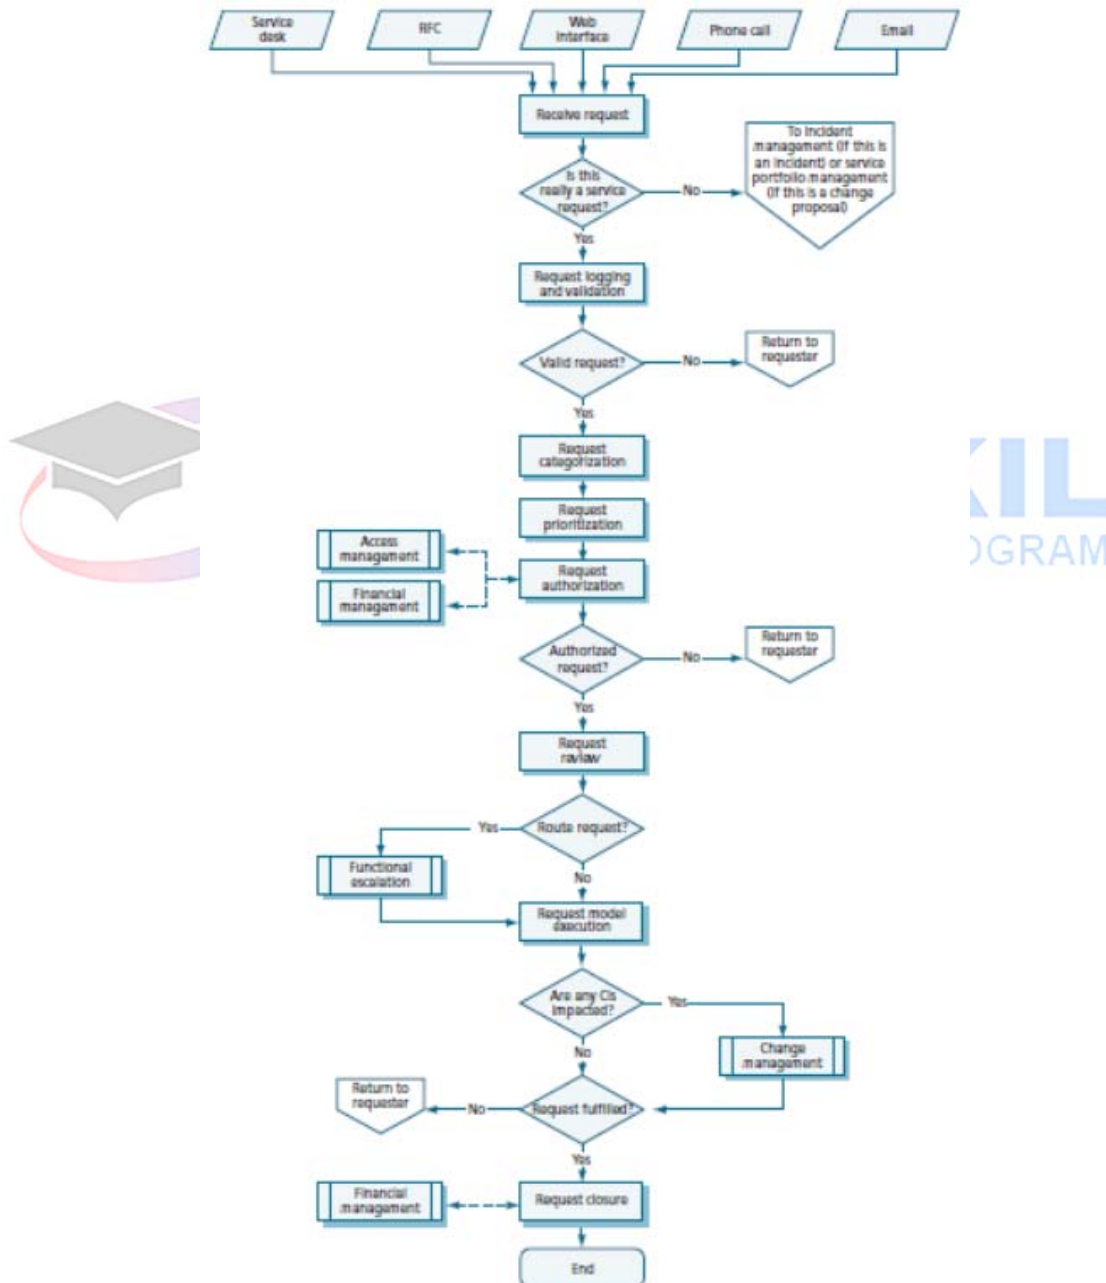 Service
desk
RFC
Web
Interface
Phone call
Email
Receive request
To incident
management (if this is
an incident) or service
portfolio management
(if this is a change
proposal)
Is this
really a service
request?
No
Yes
Request logging
and validation
Valid request?
No
Return to
requester
Yes
Request
categorization
Request
prioritization
Access
management
Financial
management
Request
authorization
Authorized
request?
No
Return to
requester
Yes
Request
review
Route request?
Yes
Functional
escalation
No
Request model
execution
Are any CIs
impacted?
Yes
Change
management
No
Return to
requester
No
Request fulfilled?
Yes
Financial
management
Request closure
End